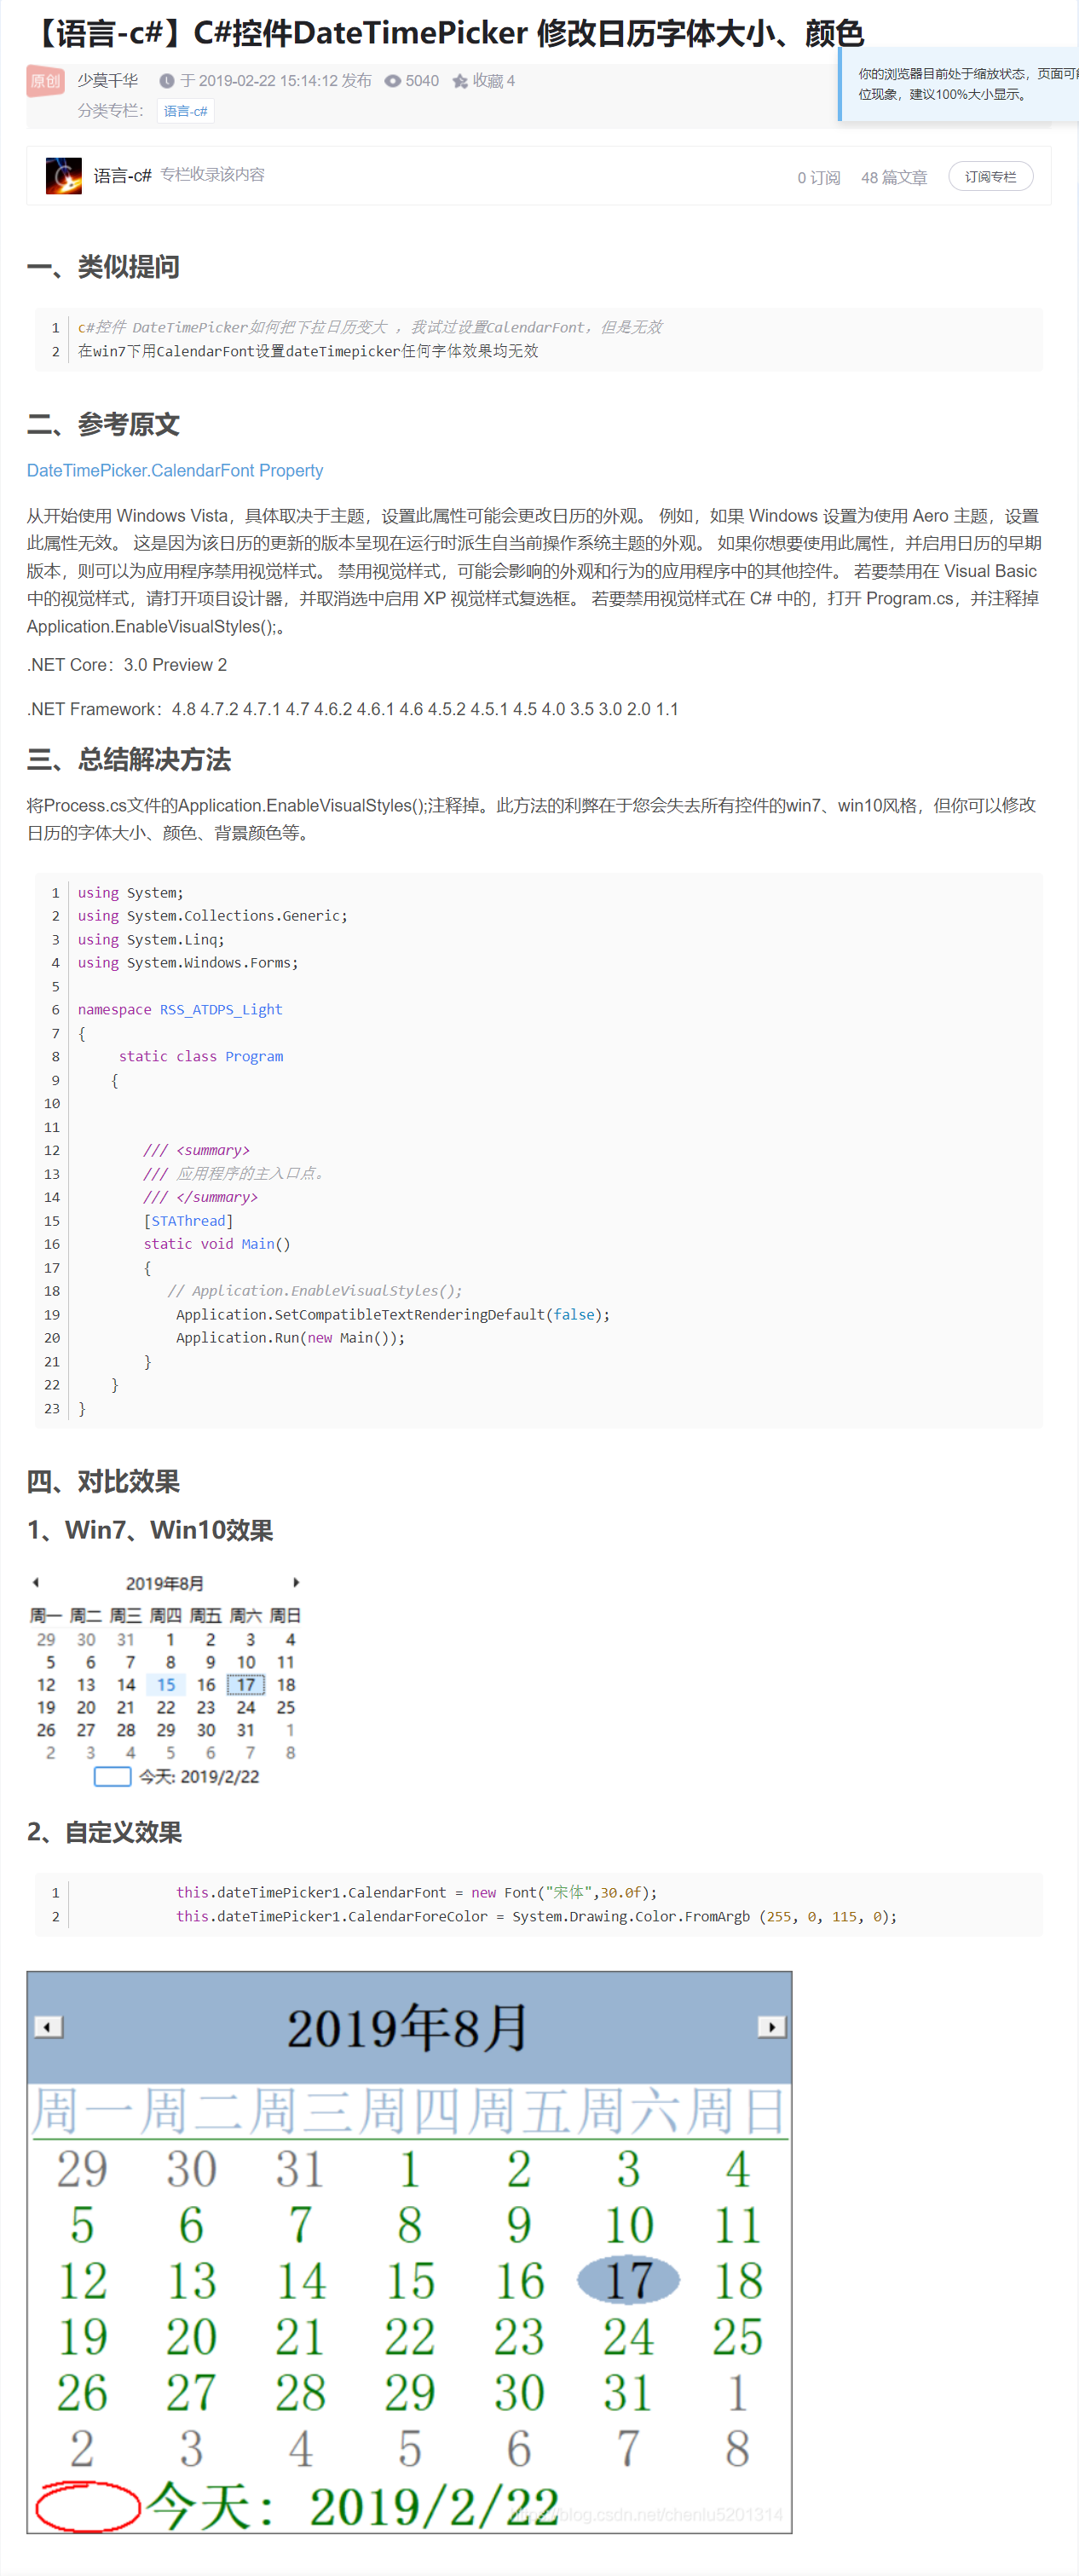 【语言-c#】C#控件DateTimePicker 修改日历字体大小、颜色
原创 少莫千华 于 2019-02-22 15:14:12 发布 5040 收藏 4
你的浏览器目前处于缩放状态，页面可能
位现象，建议100%大小显示。
分类专栏： 语言-c#
语言-c# 专栏收录该内容 0 订阅 48 篇文章 订阅专栏
一、类似提问
1 c#控件 DateTimePicker如何把下拉日历变大 ，我试过设置CalendarFont，但是无效
2 在win7下用CalendarFont设置dateTimepicker任何字体效果均无效
二、参考原文
DateTimePicker.CalendarFont Property
从开始使用 Windows Vista，具体取决于主题，设置此属性可能会更改日历的外观。 例如，如果 Windows 设置为使用 Aero 主题，设置
此属性无效。 这是因为该日历的更新的版本呈现在运行时派生自当前操作系统主题的外观。 如果你想要使用此属性，并启用日历的早期
版本，则可以为应用程序禁用视觉样式。 禁用视觉样式，可能会影响的外观和行为的应用程序中的其他控件。 若要禁用在 Visual Basic
中的视觉样式，请打开项目设计器，并取消选中启用 XP 视觉样式复选框。 若要禁用视觉样式在 C# 中的，打开 Program.cs，并注释掉
Application.EnableVisualStyles();。
.NET Core：3.0 Preview 2
.NET Framework：4.8 4.7.2 4.7.1 4.7 4.6.2 4.6.1 4.6 4.5.2 4.5.1 4.5 4.0 3.5 3.0 2.0 1.1
三、总结解决方法
将Process.cs文件的Application.EnableVisualStyles();注释掉。此方法的利弊在于您会失去所有控件的win7、win10风格，但你可以修改
日历的字体大小、颜色、背景颜色等。
1 using System;
2 using System.Collections.Generic;
3 using System.Linq;
4 using System.Windows.Forms;
5
6 namespace RSS_ATDPS_Light
7 {
8 static class Program
9 {
10
11
12 /// <summary>
13 /// 应用程序的主入口点。
14 /// </summary>
15 [STAThread]
16 static void Main()
17 {
18 // Application.EnableVisualStyles();
19 Application.SetCompatibleTextRenderingDefault(false);
20 Application.Run(new Main());
21 }
22 }
23 }
四、对比效果
1、Win7、Win10效果
2019年8月
周一 周二 周三 周四 周五 周六 周日
29 30 31 1 2 3 4
5 6 7 8 9 10 11
12 13 14 15 16 17 18
19 20 21 22 23 24 25
26 27 28 29 30 31 1
2 3 4 5 6 7 8
今天: 2019/2/22
2、自定义效果
1 this.dateTimePicker1.CalendarFont = new Font("宋体",30.0f);
2 this.dateTimePicker1.CalendarForeColor = System.Drawing.Color.FromArgb (255, 0, 115, 0);
2019年8月
周一 周二 周三 周四 周五 周六 周日
29 30 31 1 2 3 4
5 6 7 8 9 10 11
12 13 14 15 16 17 18
19 20 21 22 23 24 25
26 27 28 29 30 31 1
2 3 4 5 6 7 8
今天: 2019/2/22
https://blog.csdn.net/chenlu5201314